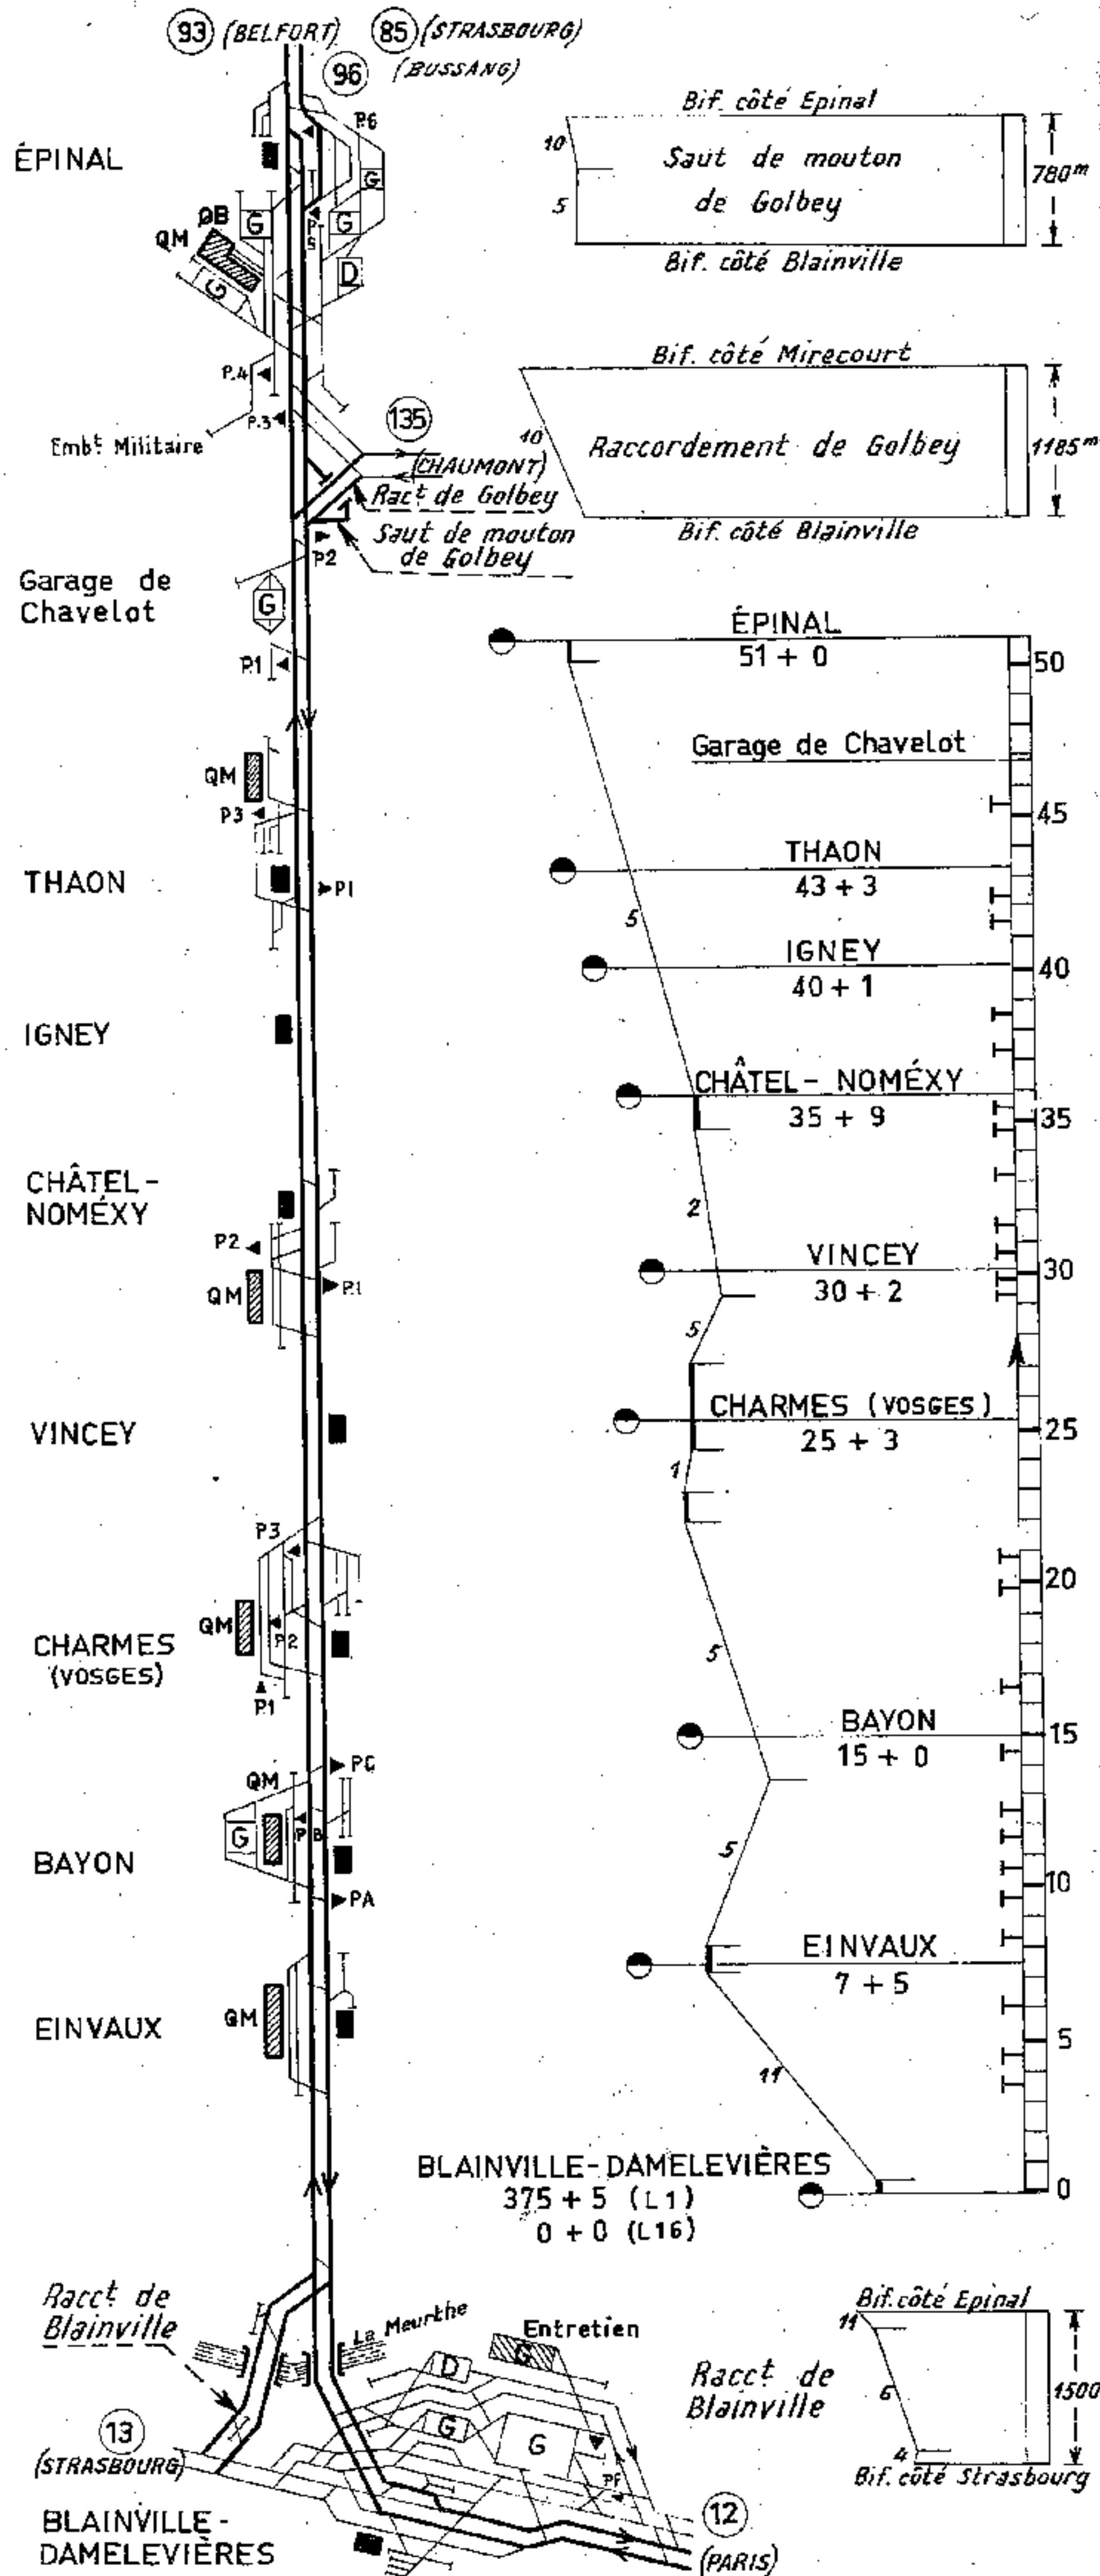 93 (BELFORT) 85 (STRASBOURG)
96 (BUSSANG)
Bif. côté Epinal
P.6
10
Saut de mouton
de Golbey
780m
5
Bif. côté Blainville
ÉPINAL
G
QB
QM
G
G
P5
G
D
Bif. côté Mirecourt
10
Raccordement de Golbey
1185m
Bif. côté Blainville
P.4
P.3
135
Embt. Militaire
(CHAUMONT)
Ract. de Golbey
Saut de mouton
de Golbey
P2
Garage de
Chavelot
G
P.1
ÉPINAL
51 + 0
50
Garage de Chavelot
QM
P3
45
THAON
P1
THAON
43 + 3
5
IGNEY
40 + 1
40
IGNEY
CHÂTEL - NOMÉXY
35 + 9
35
CHÂTEL -
NOMÉXY
P2
QM
P.1
2
VINCEY
30 + 2
30
5
VINCEY
CHARMES (VOSGES)
25 + 3
25
1
P3
QM
P2
P.1
CHARMES
(VOSGES)
20
5
BAYON
15 + 0
15
QM
PC
G
P B
BAYON
PA
5
10
EINVAUX
7 + 5
QM
EINVAUX
5
11
BLAINVILLE-DAMELEVIÈRES
375 + 5 (L1)
0 + 0 (L16)
0
Racct. de
Blainville
La Meurthe
Entretien
G
D
G
G
PF
Bif. côté Epinal
11
Racct. de
Blainville
6
1500
4
Bif. côté Strasbourg
13
(STRASBOURG)
12
(PARIS)
BLAINVILLE -
DAMELEVIÈRES